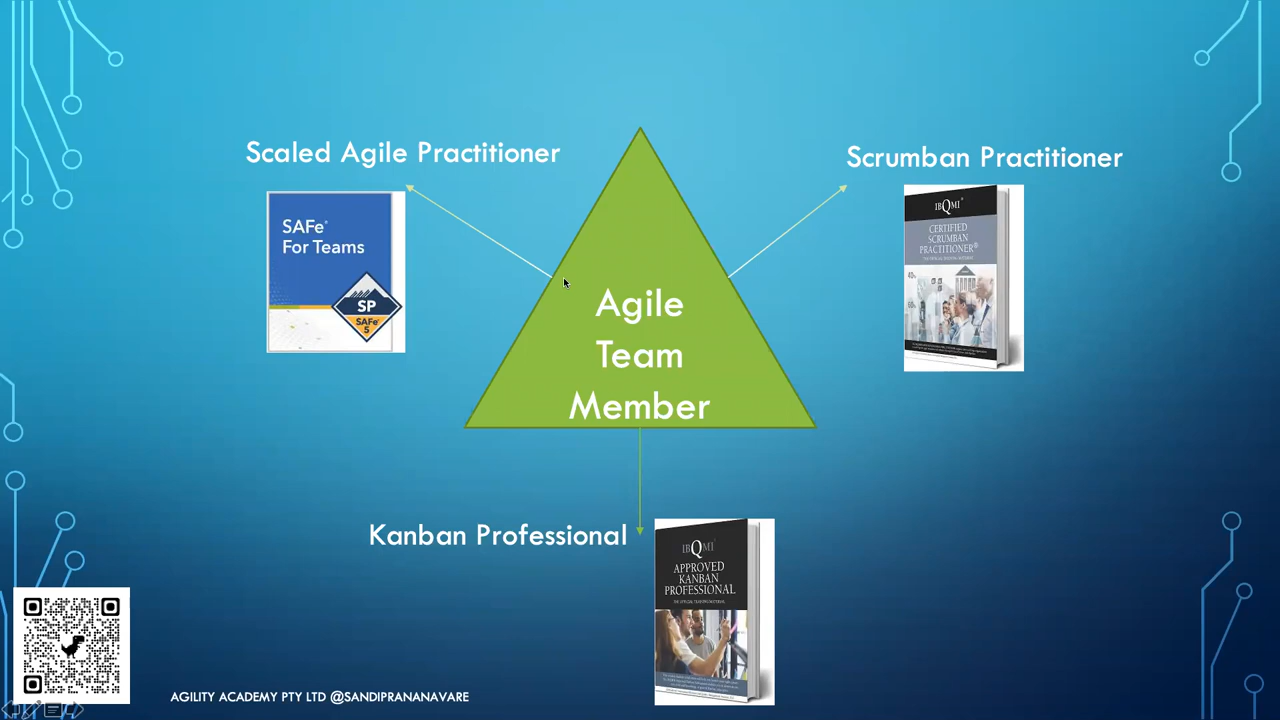 Scaled Agile Practitioner
Scrumban Practitioner
SAFe®
For Teams
SP
SAFe®
5
IBQMI®
CERTIFIED
SCRUMBAN
PRACTITIONER®
Agile
Team
Member
Kanban Professional
IBQMI
APPROVED
KANBAN
PROFESSIONAL
AGILITY ACADEMY PTY LTD @SANDIPRANANAVARE